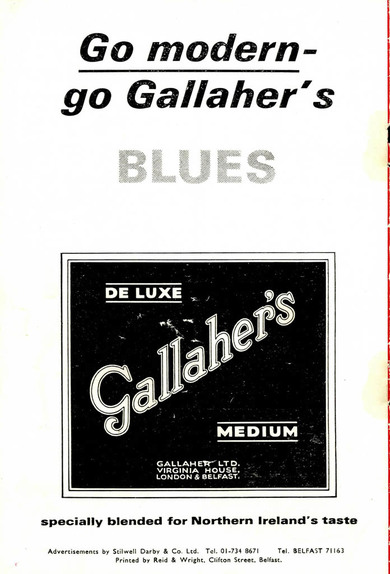 Go modern-
go Gallaher's
BLUES
DE LUXE
Gallaher's
MEDIUM
GALLAHER LTD.
VIRGINIA HOUSE,
LONDON & BELFAST.
specially blended for Northern Ireland's taste
Advertisements by Stilwell Darby & Co. Ltd. Tel. 01-734 8671 Tel. BELFAST 71163
Printed by Reid & Wright, Clifton Street, Belfast.